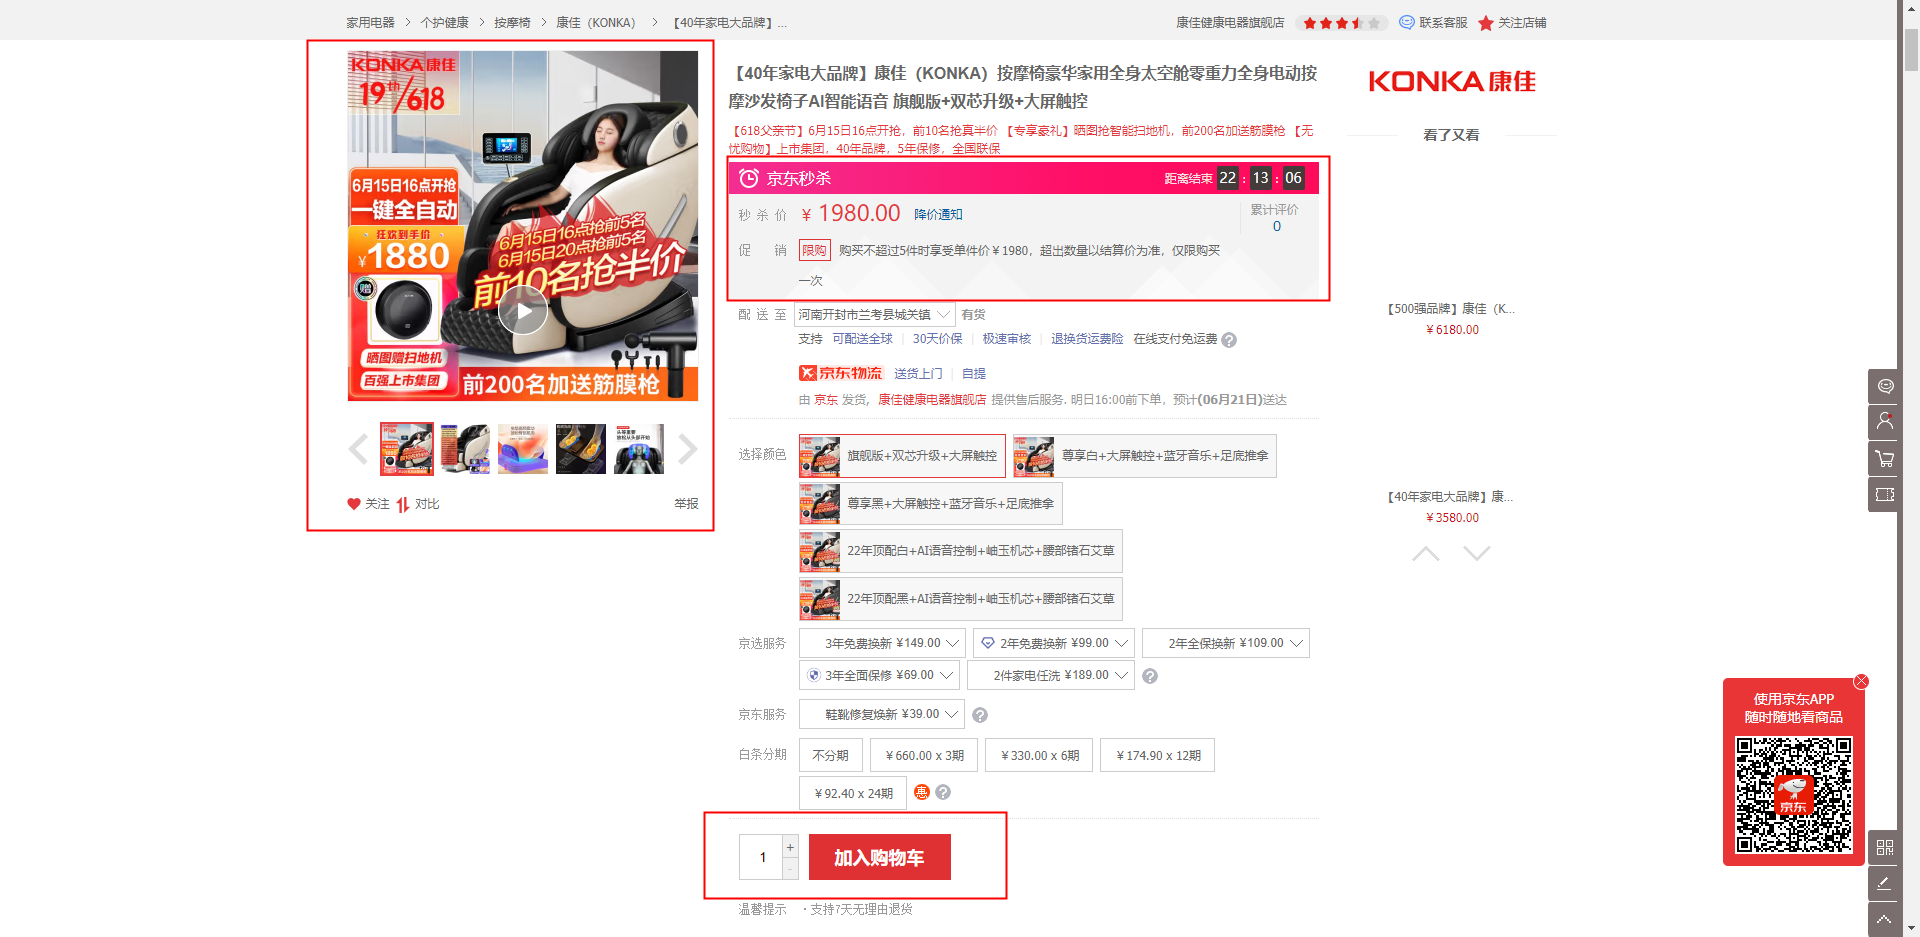 家用电器 > 个护健康 > 按摩椅 > 康佳（KONKA） > 【40年家电大品牌】...
康佳健康电器旗舰店 联系客服 关注店铺
KONKA康佳
19th/618
6月15日16点开抢
一键全自动
狂欢到手价
¥1880
赠
6月15日16点抢前5名
6月15日20点抢前5名
前10名抢半价
晒图赠扫地机
百强上市集团
前200名加送筋膜枪
关注 对比 举报
【40年家电大品牌】康佳（KONKA）按摩椅豪华家用全身太空舱零重力全身电动按
摩沙发椅子AI智能语音 旗舰版+双芯升级+大屏触控
【618父亲节】6月15日16点开抢，前10名抢真半价 【专享豪礼】晒图抢智能扫地机，前200名加送筋膜枪 【无
忧购物】上市集团，40年品牌，5年保修，全国联保
京东秒杀 距离结束 22 : 13 : 06
秒杀价 ¥ 1980.00 降价通知
累计评价
0
促销 限购 购买不超过5件时享受单件价￥1980，超出数量以结算价为准，仅限购买
一次
配送至 河南开封市兰考县城关镇 有货
支持 可配送全球 30天价保 极速审核 退换货运费险 在线支付免运费 ?
京东物流 送货上门 自提
由 京东 发货， 康佳健康电器旗舰店 提供售后服务. 明日16:00前下单，预计(06月21日)送达
选择颜色 旗舰版+双芯升级+大屏触控 尊享白+大屏触控+蓝牙音乐+足底推拿
尊享黑+大屏触控+蓝牙音乐+足底推拿
22年顶配白+AI语音控制+岫玉机芯+腰部锗石艾草
22年顶配黑+AI语音控制+岫玉机芯+腰部锗石艾草
京选服务 3年免费换新 ¥149.00 2年免费换新 ¥99.00 2年全保换新 ¥109.00
3年全面保修 ¥69.00 2件家电任洗 ¥189.00 ?
京东服务 鞋靴修复焕新 ¥39.00 ?
白条分期 不分期 ￥660.00 x 3期 ￥330.00 x 6期 ￥174.90 x 12期
￥92.40 x 24期 惠 ?
1 + - 加入购物车
温馨提示 · 支持7天无理由退货
KONKA康佳
看了又看
【500强品牌】康佳（K...
￥6180.00
【40年家电大品牌】康...
￥3580.00
使用京东APP
随时随地看商品
京东